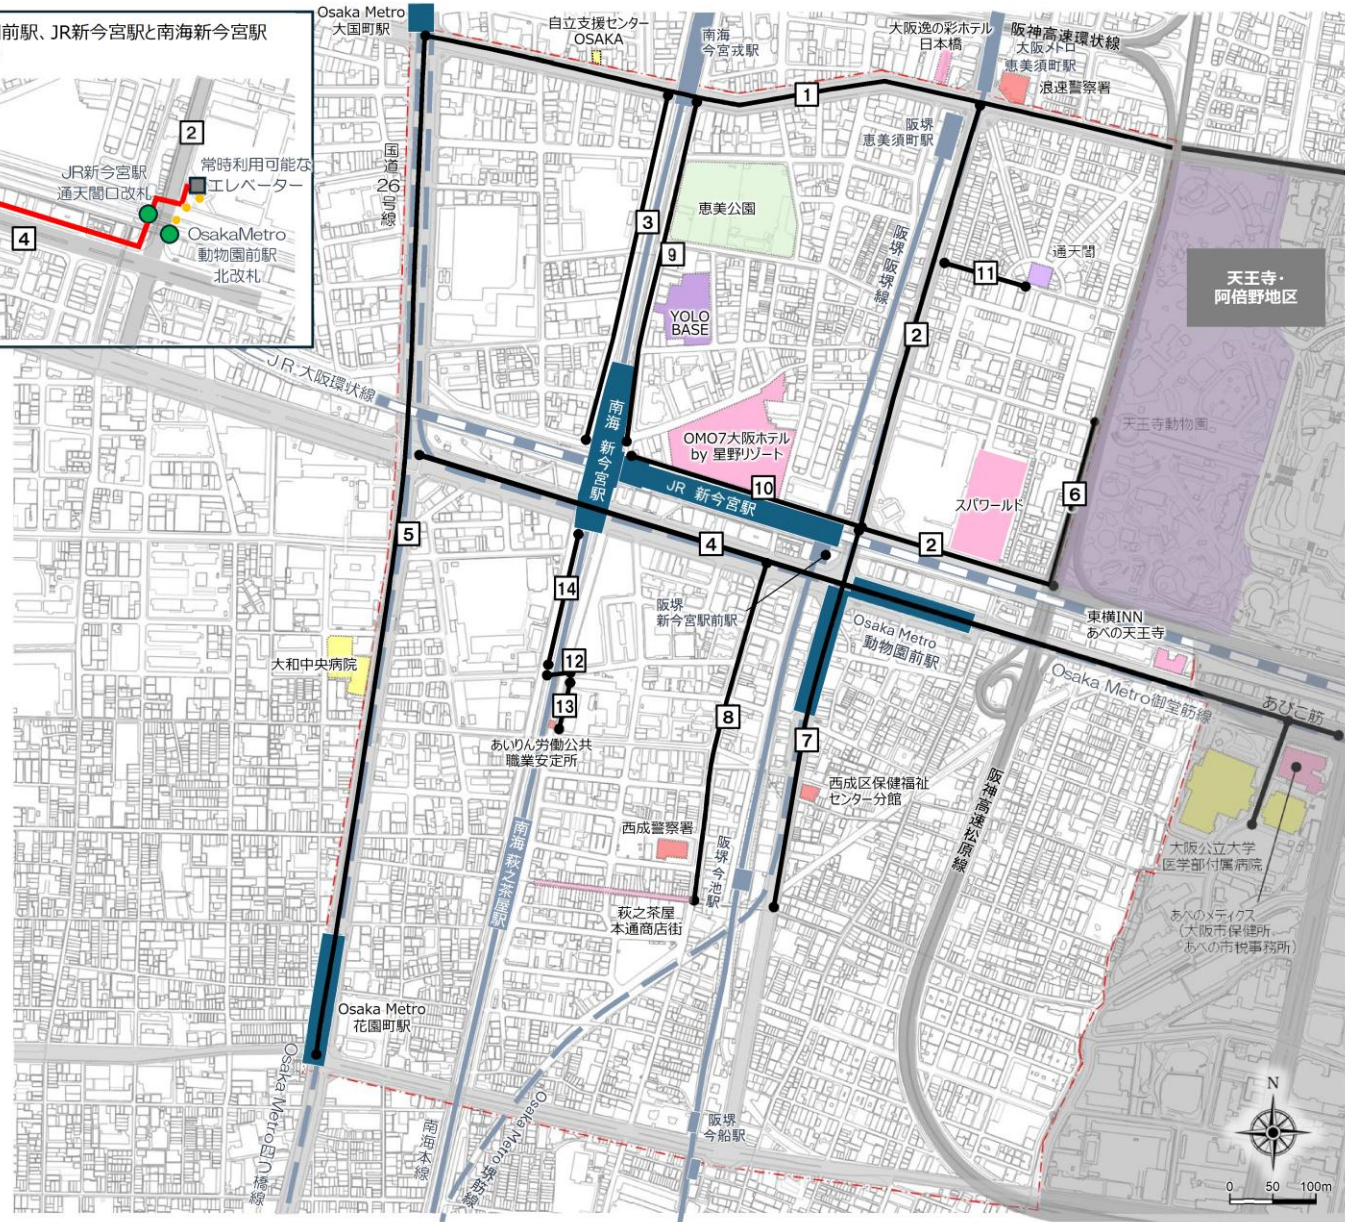 前駅、JR新今宮駅と南海新今宮駅
2
JR新今宮駅
通天閣口改札
常時利用可能な
エレベーター
4
OsakaMetro
動物園前駅
北改札
Osaka Metro
大国町駅
自立支援センター
OSAKA
南海
今宮戎駅
大阪逸の彩ホテル
日本橋
阪神高速環状線
大阪メトロ
恵美須町駅
浪速警察署
1
阪堺
恵美須町駅
国道26号線
3
恵美公園
9
阪堺 阪堺線
通天閣
11
天王寺・
阿倍野地区
YOLO
BASE
2
JR 大阪環状線
南海 新今宮駅
OMO7大阪ホテル
by 星野リゾート
天王寺動物園
JR 新今宮駅
10
スパワールド
6
5
4
2
14
阪堺
新今宮駅前駅
Osaka Metro
動物園前駅
東横INN
あべの天王寺
大和中央病院
12
13
Osaka Metro御堂筋線
あびこ筋
8
7
あいりん労働公共
職業安定所
西成区保健福祉
センター分館
阪神高速松原線
西成警察署
南海 萩之茶屋駅
阪堺 今池駅
大阪公立大学
医学部付属病院
萩之茶屋
本通商店街
あべのメディクス
(大阪市保健所、
あべの市税事務所)
Osaka Metro
花園町駅
Osaka Metro四つ橋線
南海本線
Osaka Metro 堺筋線
阪堺
今船駅
N
0 50 100m